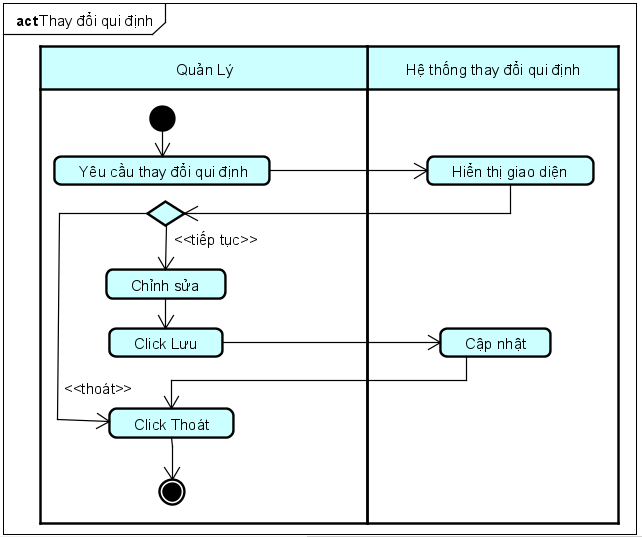 actThay đổi qui định
Quản Lý
Hệ thống thay đổi qui định
Yêu cầu thay đổi qui định
Hiển thị giao diện
<<tiếp tục>>
Chỉnh sửa
Click Lưu
Cập nhật
<<thoát>>
Click Thoát